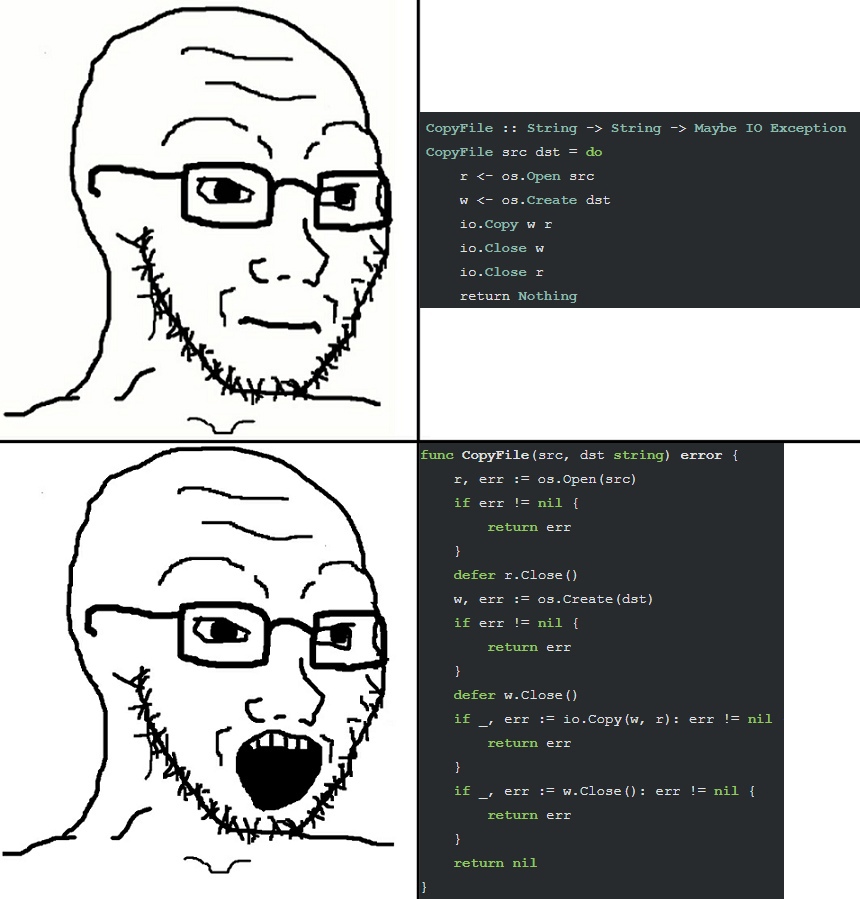 CopyFile :: String -> String -> Maybe IO Exception
CopyFile src dst = do
    r <- os.Open src
    w <- os.Create dst
    io.Copy w r
    io.Close w
    io.Close r
    return Nothing
func CopyFile(src, dst string) error {
    r, err := os.Open(src)
    if err != nil {
        return err
    }
    defer r.Close()
    w, err := os.Create(dst)
    if err != nil {
        return err
    }
    defer w.Close()
    if _, err := io.Copy(w, r): err != nil
        return err
    }
    if _, err := w.Close(): err != nil {
        return err
    }
    return nil
}